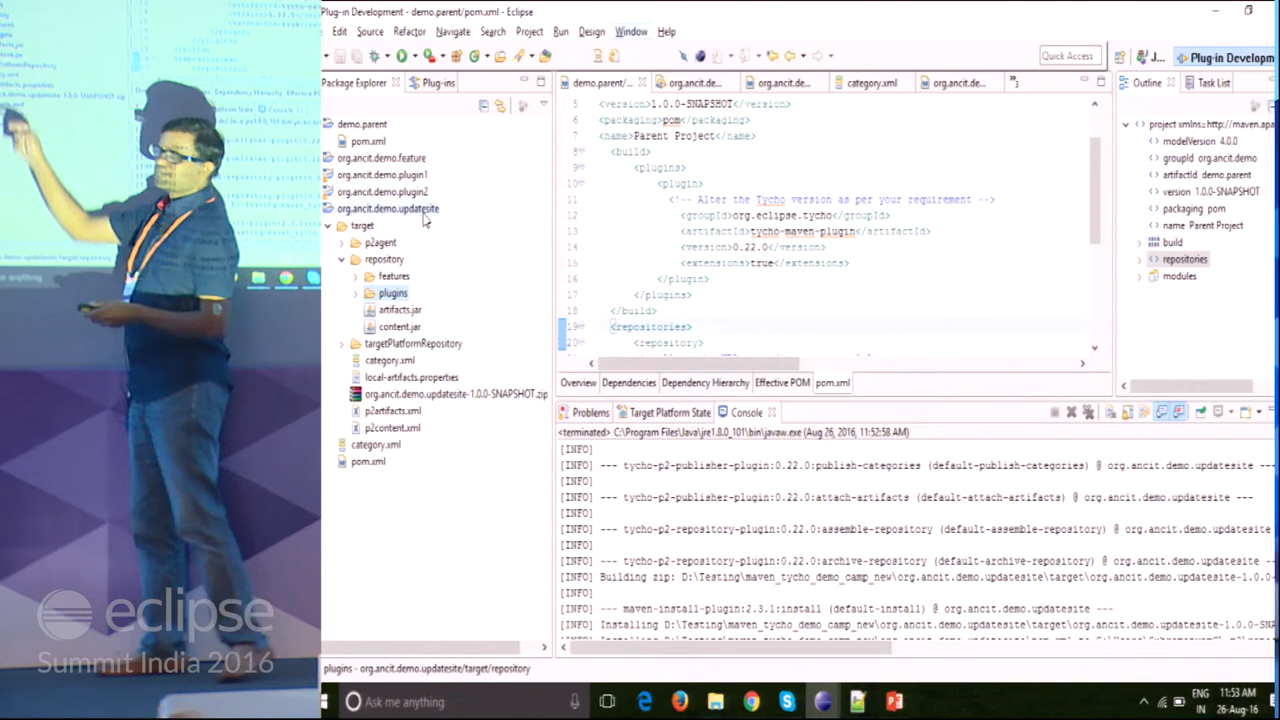 Plug-in Development - demo.parent/pom.xml - Eclipse
Edit Source Refactor Navigate Search Project Run Design Window Help
Quick Access
J...
Plug-in Developm
Package Explorer
Plug-ins
demo.parent
pom.xml
org.ancit.demo.feature
org.ancit.demo.plugin1
org.ancit.demo.plugin2
org.ancit.demo.updatesite
target
p2agent
repository
features
plugins
artifacts.jar
content.jar
targetPlatformRepository
category.xml
local-artifacts.properties
org.ancit.demo.updatesite-1.0.0-SNAPSHOT.zip
p2artifacts.xml
p2content.xml
category.xml
pom.xml
plugins - org.ancit.demo.updatesite/target/repository
demo.parent/... org.ancit.de... org.ancit.de... category.xml org.ancit.de...
5 <version>1.0.0-SNAPSHOT</version>
6 <packaging>pom</packaging>
7 <name>Parent Project</name>
8 <build>
9 <plugins>
10 <plugin>
11 <!-- Alter the Tycho version as per your requirement -->
12 <groupId>org.eclipse.tycho</groupId>
13 <artifactId>tycho-maven-plugin</artifactId>
14 <version>0.22.0</version>
15 <extensions>true</extensions>
16 </plugin>
17 </plugins>
18 </build>
19 <repositories>
20 <repository>
Overview Dependencies Dependency Hierarchy Effective POM pom.xml
Outline Task List
project xmlns=http://maven.apa
modelVersion 4.0.0
groupId org.ancit.demo
artifactId demo.parent
version 1.0.0-SNAPSHOT
packaging pom
name Parent Project
build
repositories
modules
Problems Target Platform State Console
<terminated> C:\Program Files\Java\jre1.8.0_101\bin\javaw.exe (Aug 26, 2016, 11:52:58 AM)
[INFO]
[INFO] --- tycho-p2-publisher-plugin:0.22.0:publish-categories (default-publish-categories) @ org.ancit.demo.updatesite ---
[INFO]
[INFO] --- tycho-p2-publisher-plugin:0.22.0:attach-artifacts (default-attach-artifacts) @ org.ancit.demo.updatesite ---
[INFO]
[INFO] --- tycho-p2-repository-plugin:0.22.0:assemble-repository (default-assemble-repository) @ org.ancit.demo.updatesite
[INFO]
[INFO] --- tycho-p2-repository-plugin:0.22.0:archive-repository (default-archive-repository) @ org.ancit.demo.updatesite
[INFO] Building zip: D:\Testing\maven_tycho_demo_camp_new\org.ancit.demo.updatesite\target\org.ancit.demo.updatesite-1.0.0-
[INFO]
[INFO] --- maven-install-plugin:2.3.1:install (default-install) @ org.ancit.demo.updatesite ---
[INFO] Installing D:\Testing\maven_tycho_demo_camp_new\org.ancit.demo.updatesite\target\org.ancit.demo.updatesite-1.0.0-SNA
Ask me anything
ENG
IN
11:53 AM
26-Aug-16
eclipse
Summit India 2016